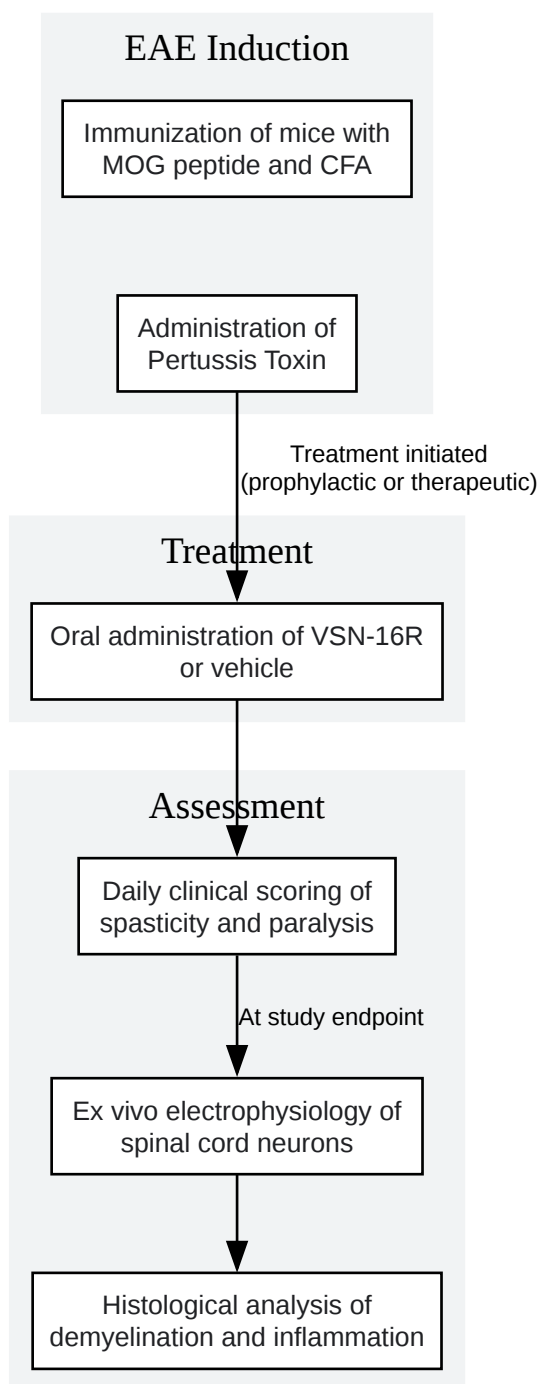 EAE Induction
Immunization of mice with
MOG peptide and CFA
Administration of
Pertussis Toxin
Treatment initiated
(prophylactic or therapeutic)
Treatment
Oral administration of VSN-16R
or vehicle
Assessment
Daily clinical scoring of
spasticity and paralysis
At study endpoint
Ex vivo electrophysiology of
spinal cord neurons
Histological analysis of
demyelination and inflammation